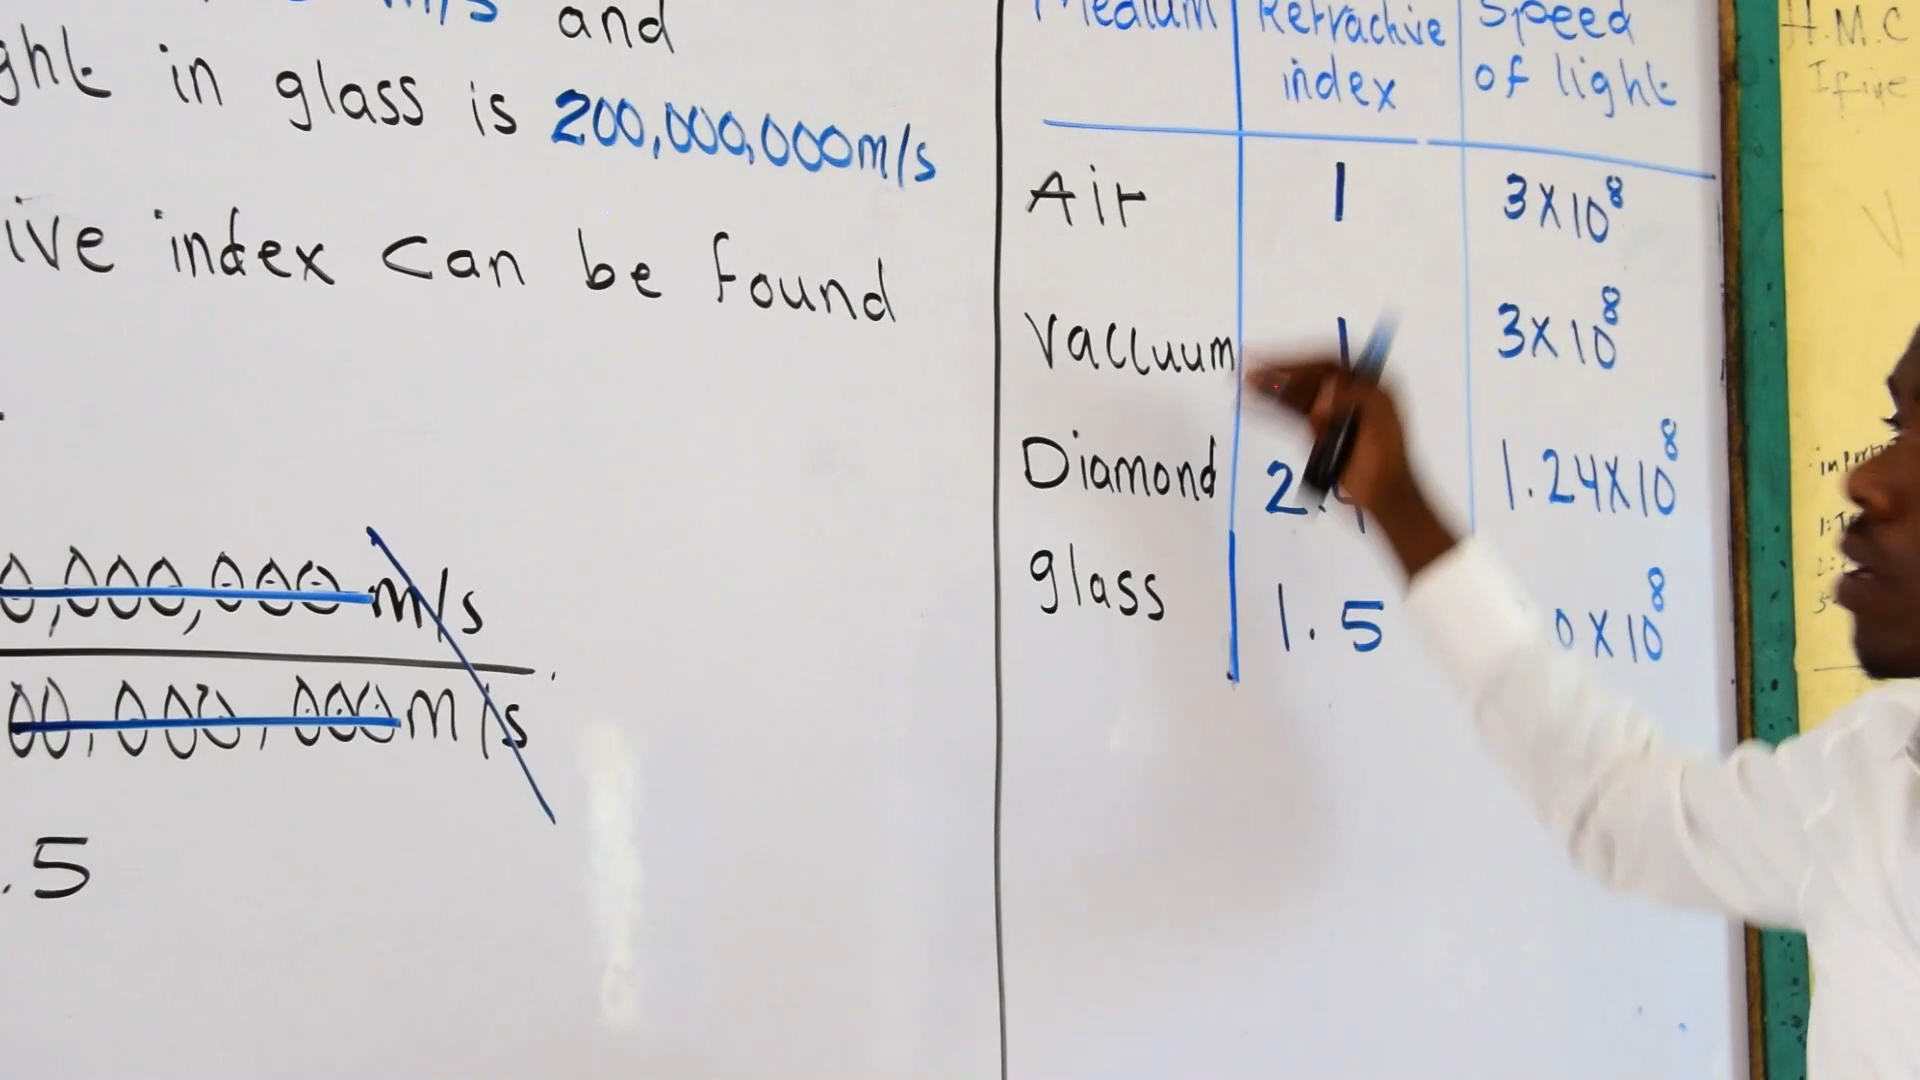 m/s and
ght in glass is 200,000,000m/s
ive index can be found
0,000,000 m/s
00,000,000 m/s
.5
Medium Refractive index Speed of light
Air 1 3x10⁸
Vaccuum 1 3x10⁸
Diamond 2.4 1.24x10⁸
glass 1.5 0x10⁸
H.M.C